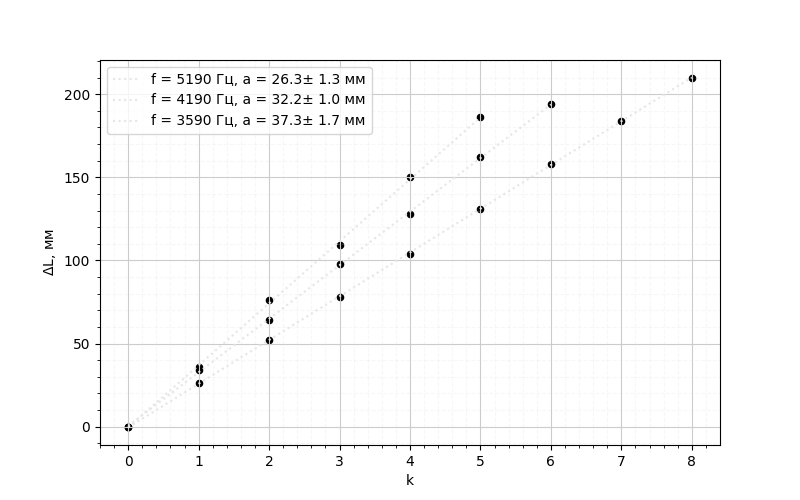 f = 5190 Гц, a = 26.3± 1.3 мм
f = 4190 Гц, a = 32.2± 1.0 мм
f = 3590 Гц, a = 37.3± 1.7 мм
200
150
100
50
0
ΔL, мм
0 1 2 3 4 5 6 7 8
k